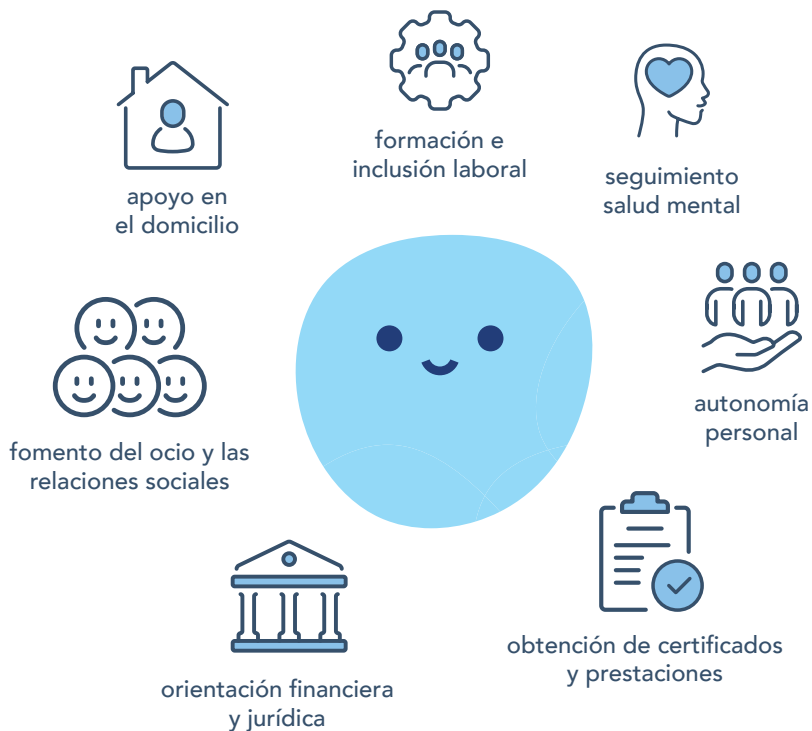 formación e
inclusión laboral
seguimiento
salud mental
apoyo en
el domicilio
autonomía
personal
fomento del ocio y las
relaciones sociales
obtención de certificados
y prestaciones
orientación financiera
y jurídica